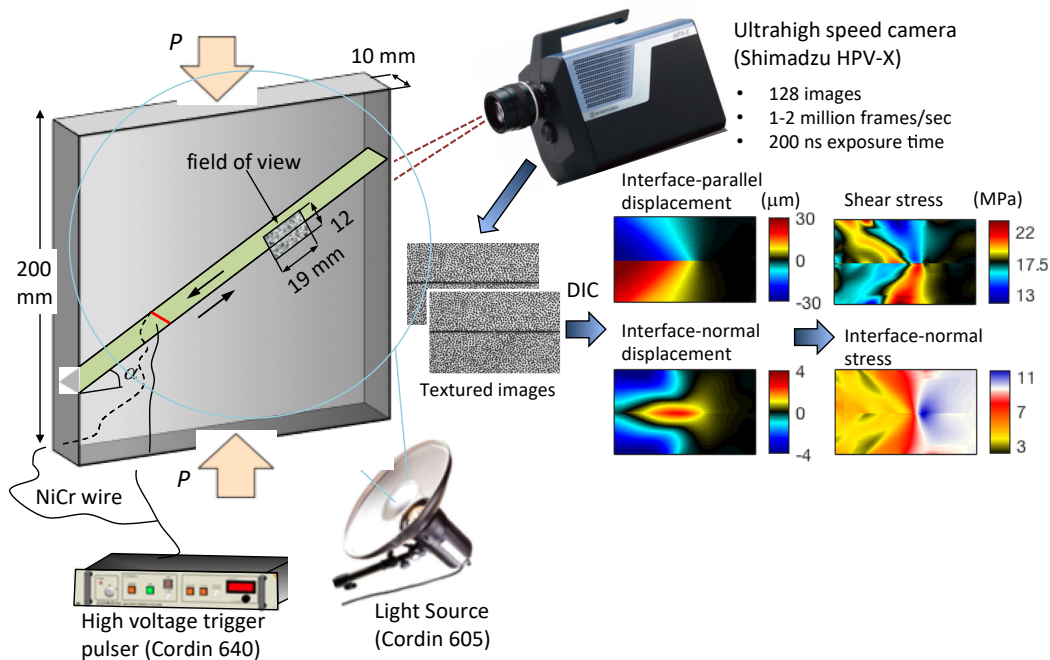 P
10 mm
Ultrahigh speed camera
(Shimadzu HPV-X)
• 128 images
• 1-2 million frames/sec
• 200 ns exposure time
HPV-X
field of view
12
19 mm
200
mm
α
P
NiCr wire
High voltage trigger
pulser (Cordin 640)
Light Source
(Cordin 605)
Textured images
DIC
Interface-parallel
displacement
(μm)
30
0
-30
Shear stress
(MPa)
22
17.5
13
Interface-normal
displacement
4
0
-4
Interface-normal
stress
11
7
3